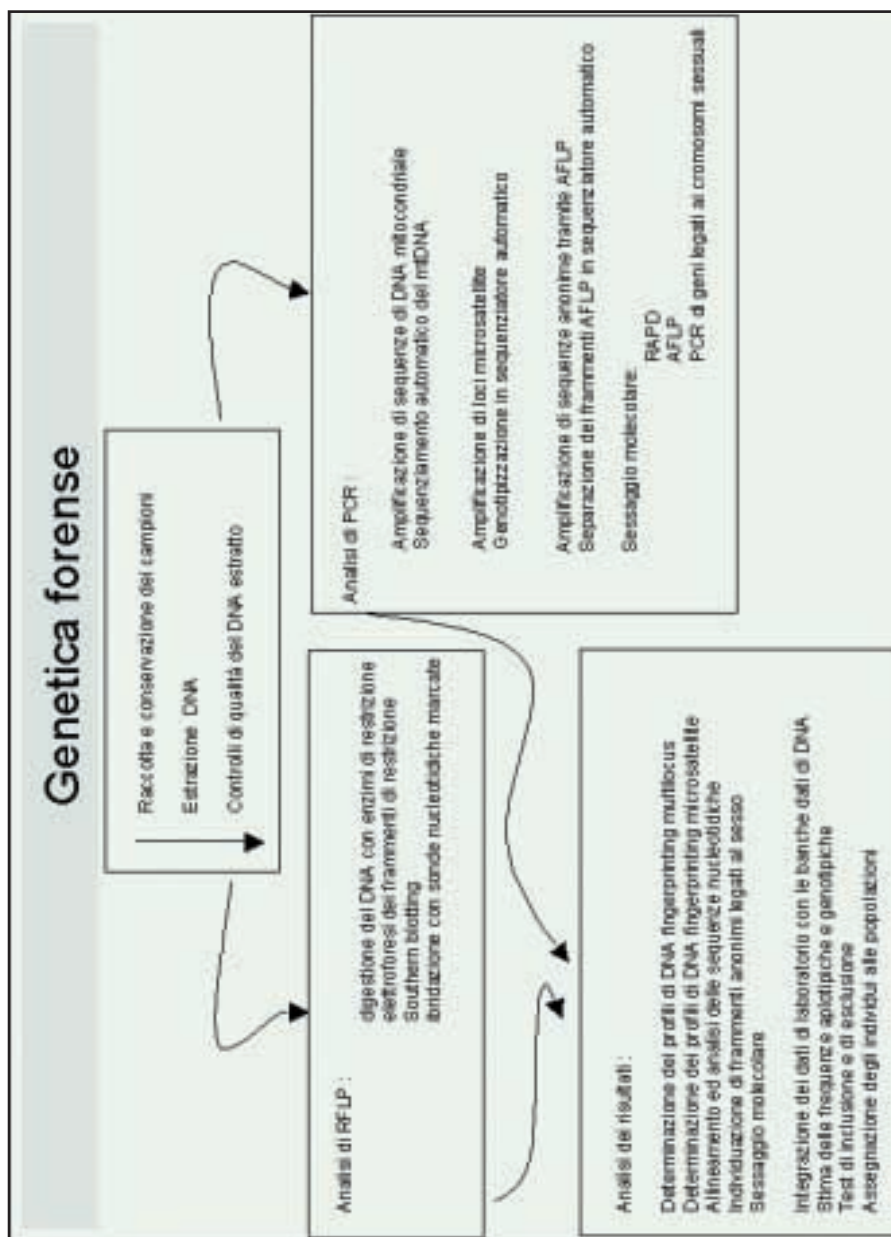 Genetica forense
Raccolta e conservazione dei campioni
Estrazione DNA
Controlli di qualità del DNA estratto
Analisi di RFLP :
digestione del DNA con enzimi di restrizione
elettroforesi dei frammenti di restrizione
Southern blotting
ibridazione con sonde nucleotidiche marcate
Analisi di PCR :
Amplificazione di sequenze di DNA mitocondriale
Sequenziamento automatico del mtDNA
Amplificazione di loci microsatellite
Genotipizzazione in sequenziatore automatico
Amplificazione di sequenze anonime tramite AFLP
Separazione dei frammenti AFLP in sequenziatore automatico
Sessaggio molecolare:
RAPD
AFLP
PCR di geni legati ai cromosomi sessuali
Analisi dei risultati :
Determinazione dei profili di DNA fingerprinting multilocus
Determinazione dei profili di DNA fingerprinting microsatellite
Allineamento ed analisi delle sequenze nucleotidiche
Individuazione di frammenti anonimi legati al sesso
Sessaggio molecolare
Integrazione dei dati di laboratorio con le banche dati di DNA
Stima delle frequenze aplotipiche e genotipiche
Test di inclusione e di esclusione
Assegnazione degli individui alle popolazioni